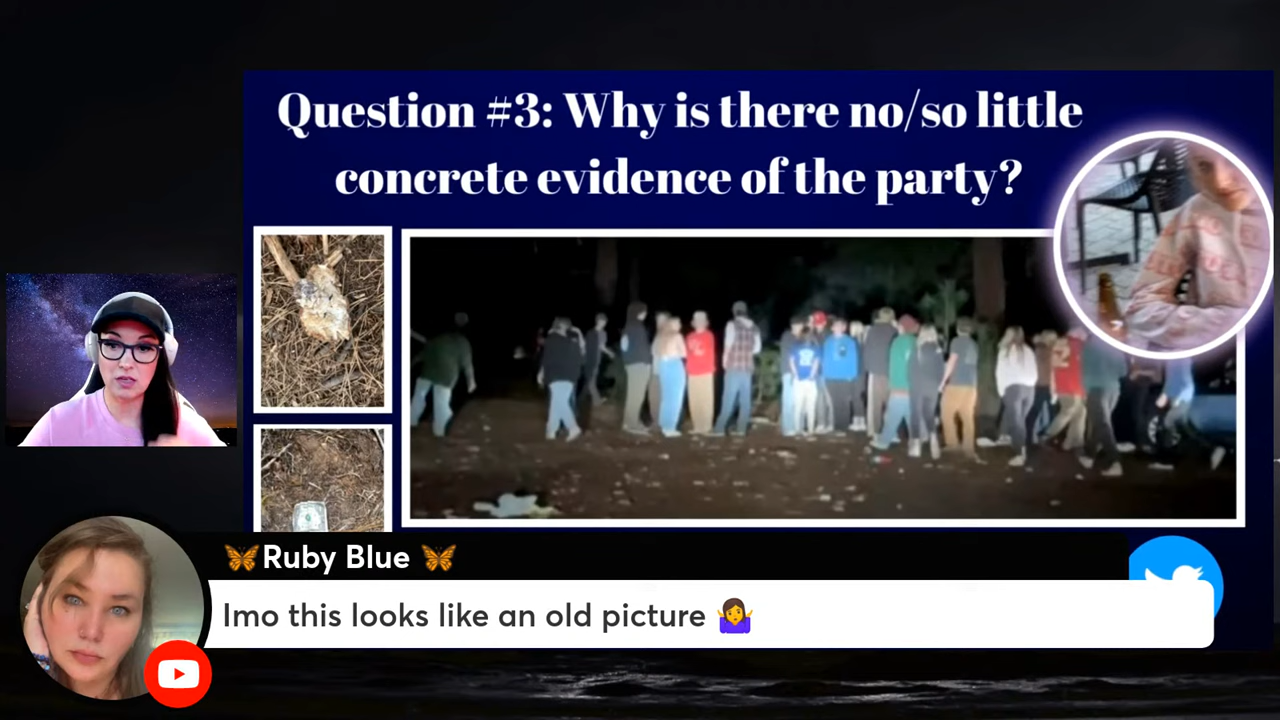 Question #3: Why is there no/so little
concrete evidence of the party?
🦋Ruby Blue 🦋
Imo this looks like an old picture 🤷‍♀️